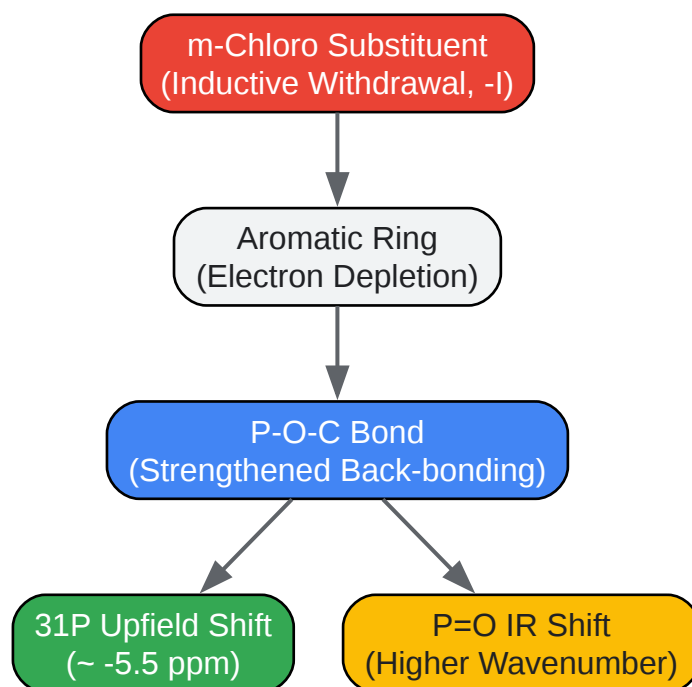 m-Chloro Substituent
(Inductive Withdrawal, -I)
Aromatic Ring
(Electron Depletion)
P-O-C Bond
(Strengthened Back-bonding)
31P Upfield Shift
(~ -5.5 ppm)
P=O IR Shift
(Higher Wavenumber)